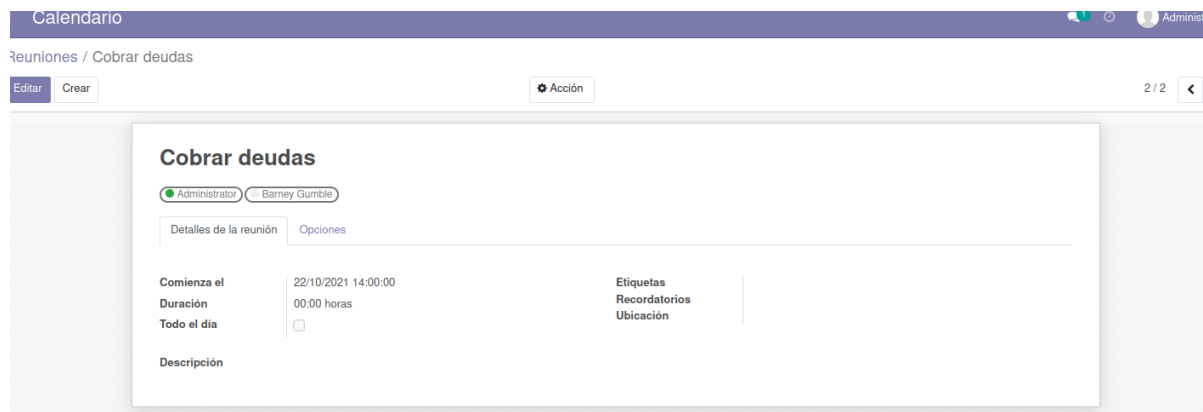 Calendario
1
Reuniones / Cobrar deudas
Editar Crear Acción 2 / 2
Cobrar deudas
Administrator Barney Gumble
Detalles de la reunión Opciones
Comienza el 22/10/2021 14:00:00 Etiquetas
Duración 00:00 horas Recordatorios
Todo el día Ubicación
Descripción